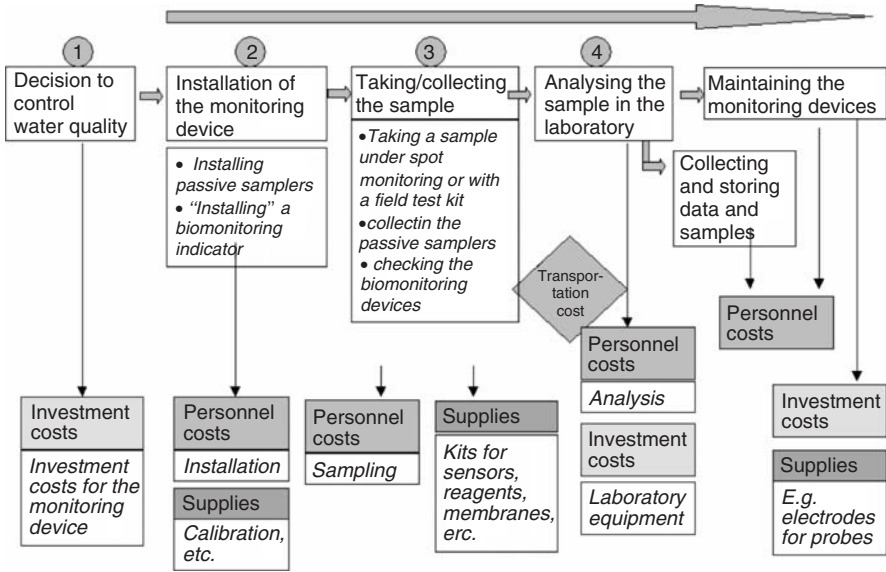 1
Decision to
control
water quality
2
Installation of
the monitoring
device
• Installing
passive samplers
• “Installing” a
biomonitoring
indicator
3
Taking/collecting
the sample
•Taking a sample
under spot
monitoring or with
a field test kit
•collectin the
passive samplers
• checking the
biomonitoring
devices
4
Analysing the
sample in the
laboratory
Maintaining the
monitoring devices
Collecting
and storing
data and
samples
Transpor-
tation
cost
Investment
costs
Investment
costs for the
monitoring
device
Personnel
costs
Installation
Supplies
Calibration,
etc.
Personnel
costs
Sampling
Supplies
Kits for
sensors,
reagents,
membranes,
erc.
Personnel
costs
Analysis
Investment
costs
Laboratory
equipment
Personnel
costs
Investment
costs
Supplies
E.g.
electrodes
for probes